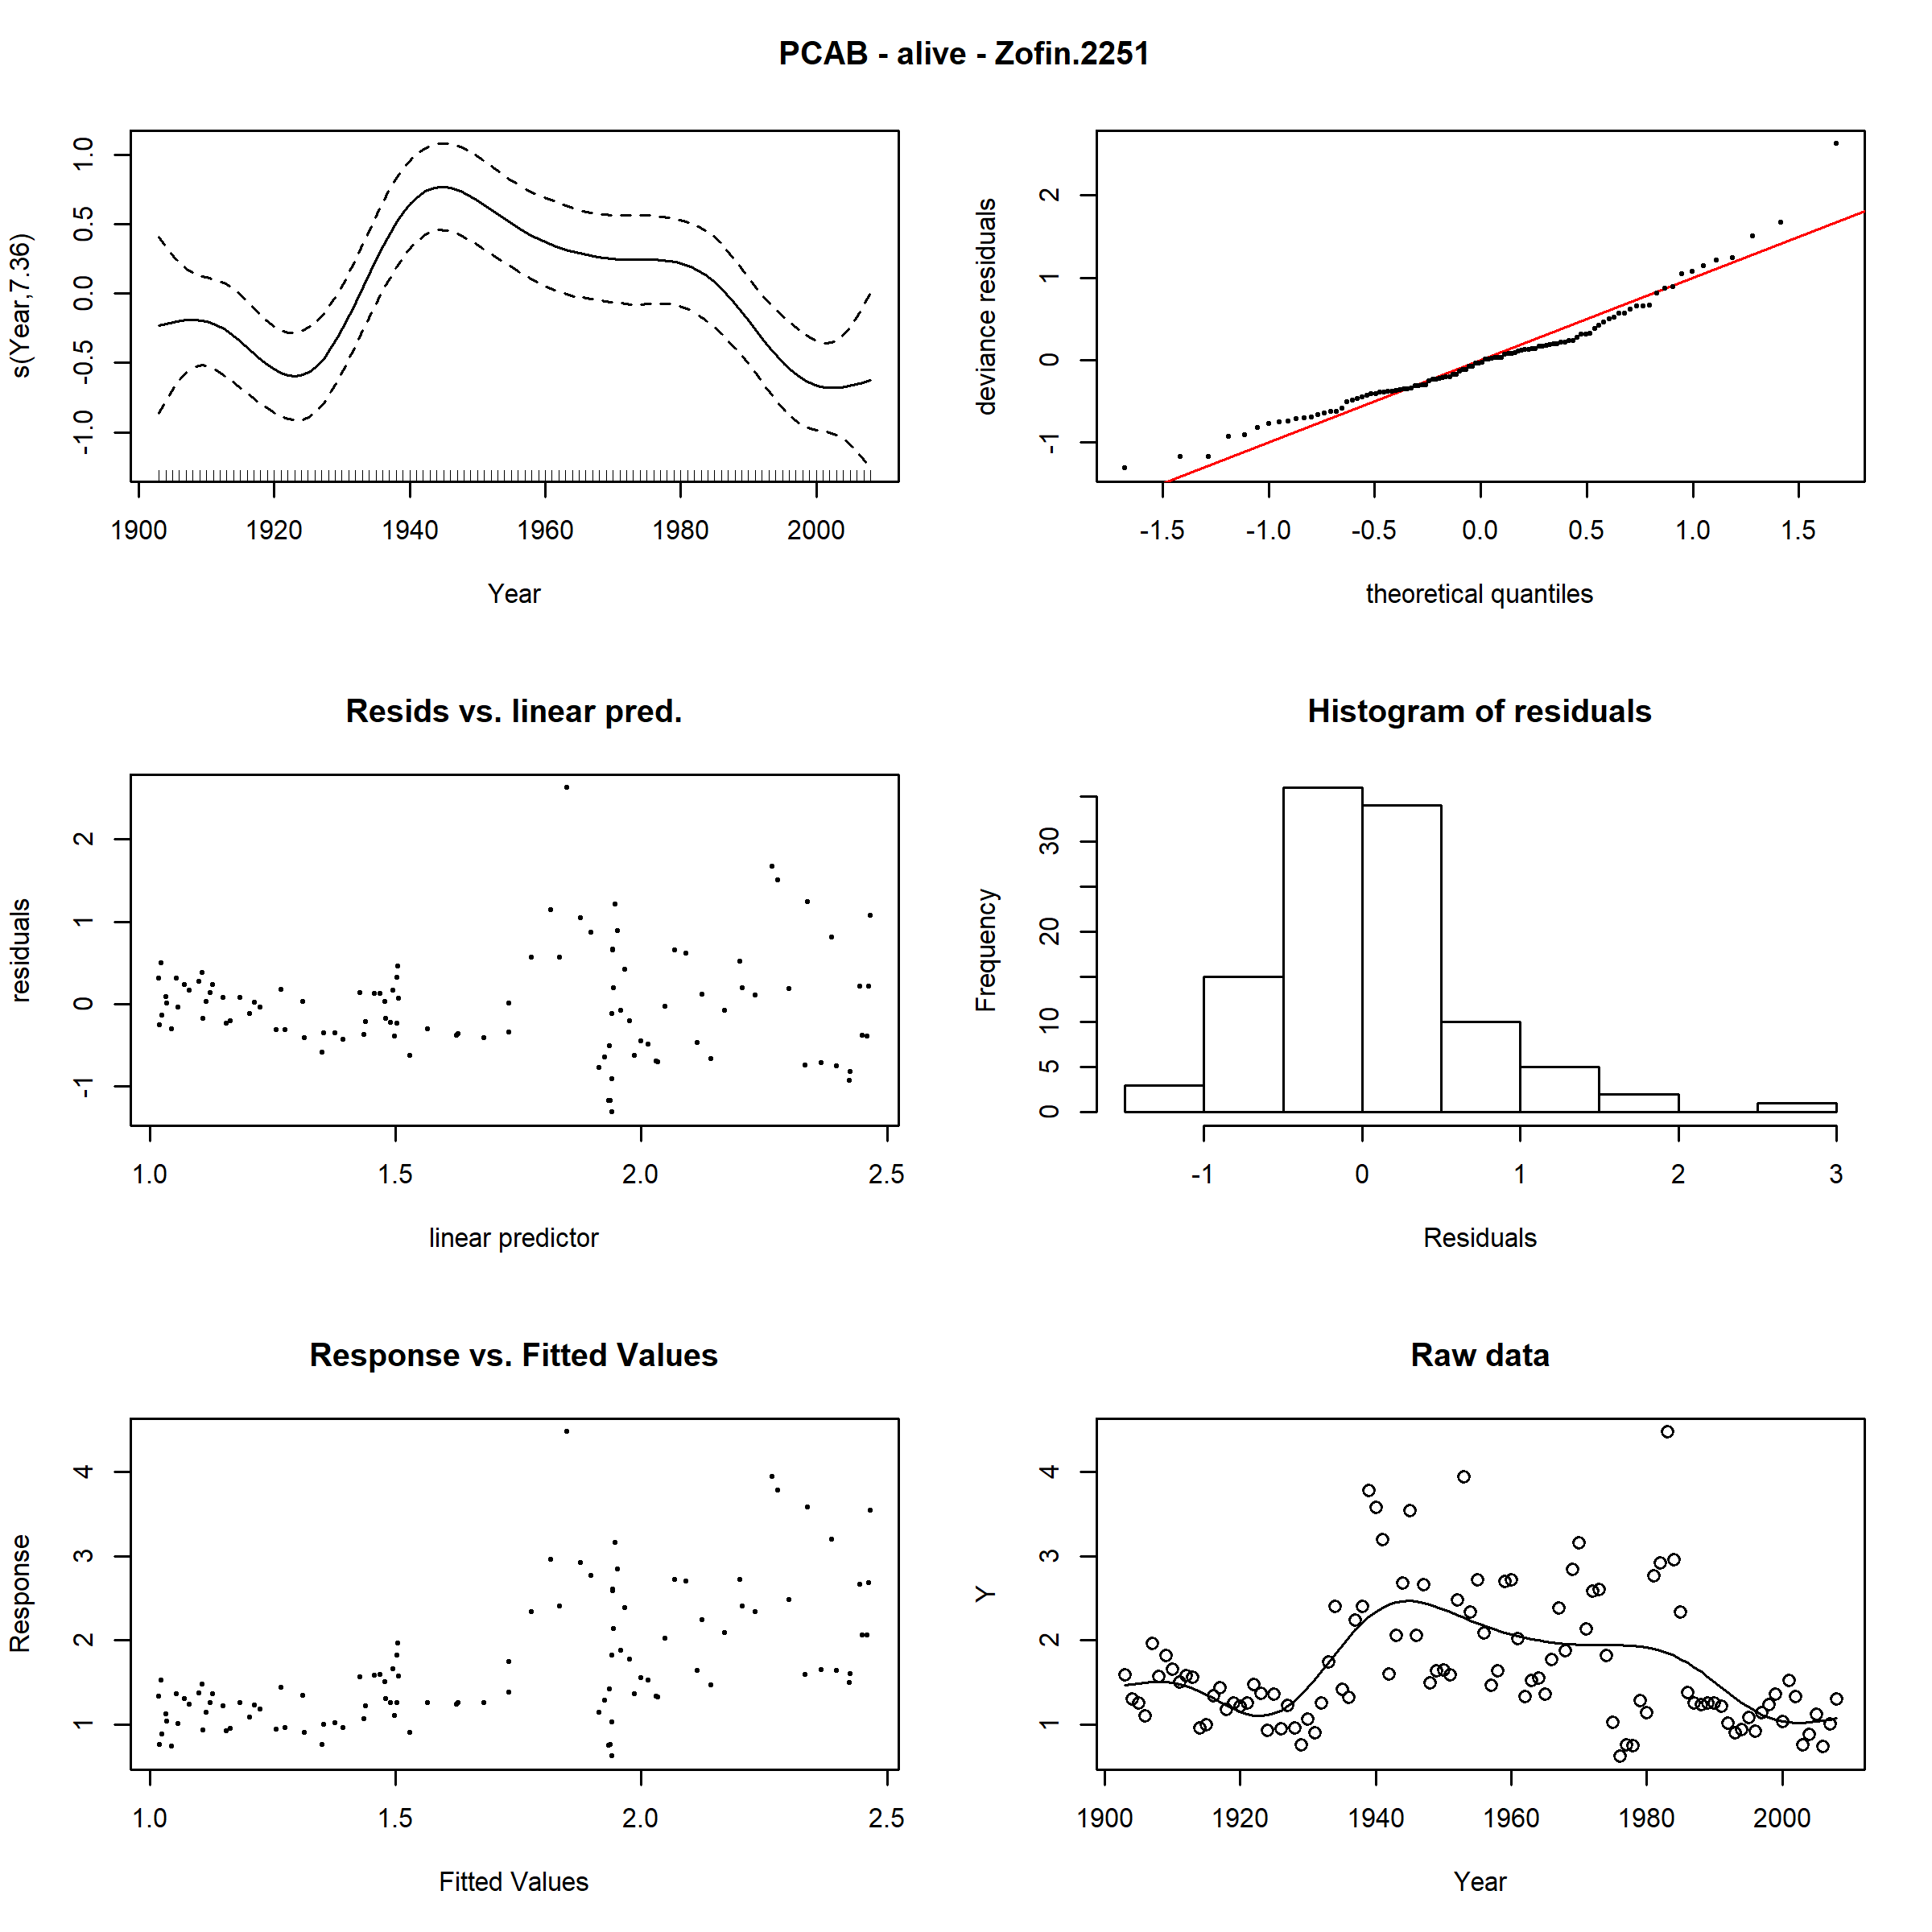 PCAB - alive - Zofin.2251
s(Year,7.36)
1.0
0.5
0.0
-0.5
-1.0
1900 1920 1940 1960 1980 2000
Year
deviance residuals
2
1
0
-1
-1.5 -1.0 -0.5 0.0 0.5 1.0 1.5
theoretical quantiles
Resids vs. linear pred.
residuals
2
1
0
-1
1.0 1.5 2.0 2.5
linear predictor
Histogram of residuals
Frequency
30
20
10
5
0
-1 0 1 2 3
Residuals
Response vs. Fitted Values
Response
4
3
2
1
1.0 1.5 2.0 2.5
Fitted Values
Raw data
Y
4
3
2
1
1900 1920 1940 1960 1980 2000
Year